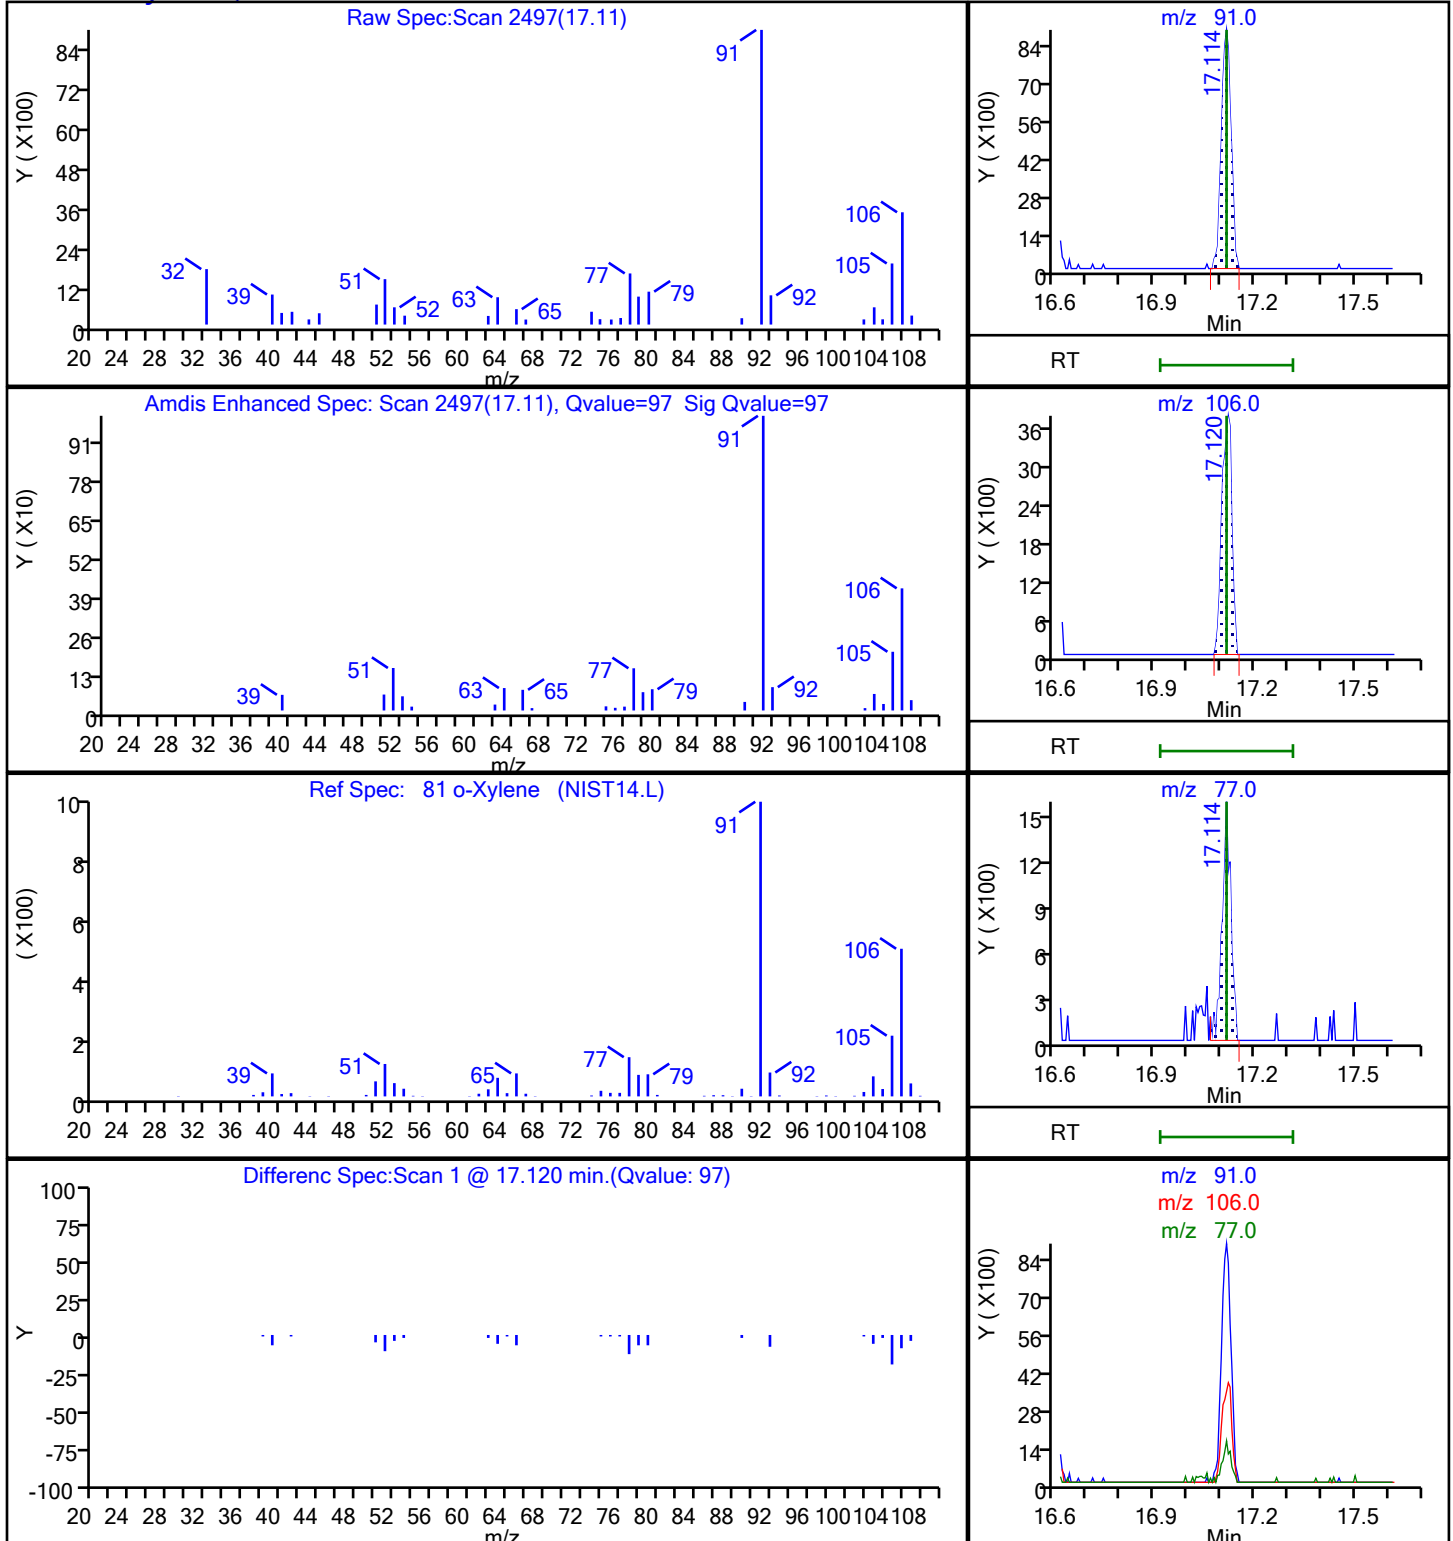 Raw Spec:Scan 2497(17.11)
Y ( X100)
84
72
60
48
36
24
12
0
32
39
51
52
63
65
77
79
91
92
105
106
20 24 28 32 36 40 44 48 52 56 60 64 68 72 76 80 84 88 92 96 100 104 108
m/z
m/z 91.0
Y ( X100)
84
70
56
42
28
14
0
17.114
16.6 16.9 17.2 17.5
Min
RT
Amdis Enhanced Spec: Scan 2497(17.11), Qvalue=97 Sig Qvalue=97
Y ( X10)
91
78
65
52
39
26
13
0
39
51
63
65
77
79
91
92
105
106
20 24 28 32 36 40 44 48 52 56 60 64 68 72 76 80 84 88 92 96 100 104 108
m/z
m/z 106.0
Y ( X100)
36
30
24
18
12
6
0
17.120
16.6 16.9 17.2 17.5
Min
RT
Ref Spec: 81 o-Xylene (NIST14.L)
( X100)
10
8
6
4
2
0
39
51
65
77
79
91
92
105
106
20 24 28 32 36 40 44 48 52 56 60 64 68 72 76 80 84 88 92 96 100 104 108
m/z 77.0
Y ( X100)
15
12
9
6
3
0
17.114
16.6 16.9 17.2 17.5
Min
RT
Differenc Spec:Scan 1 @ 17.120 min.(Qvalue: 97)
Y
100
75
50
25
0
-25
-50
-75
-100
20 24 28 32 36 40 44 48 52 56 60 64 68 72 76 80 84 88 92 96 100 104 108
m/z
m/z 91.0
m/z 106.0
m/z 77.0
Y ( X100)
84
70
56
42
28
14
0
16.6 16.9 17.2 17.5
Min